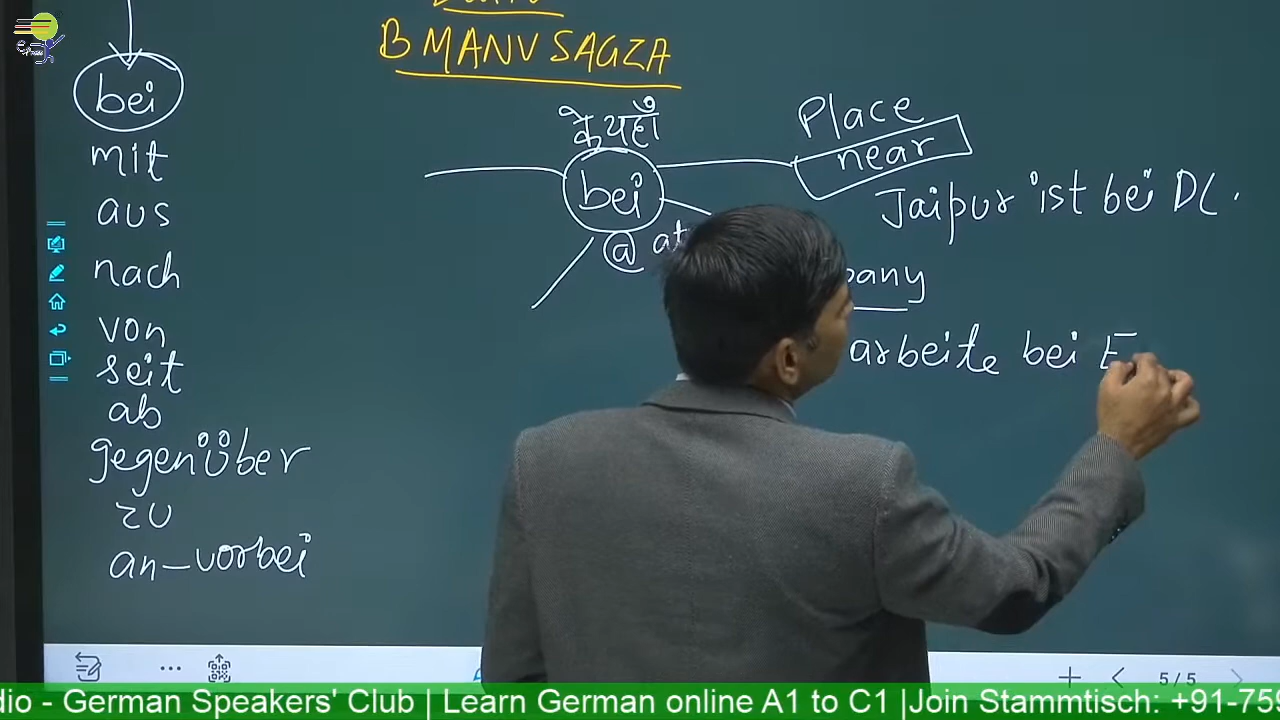 B MANV SAGZA
bei
mit
aus
nach
von
seit
ab
gegenüber
zu
an-vorbei
के यहाँ
bei
@ at
Place
near
Jaipur ist bei DL.
pany
arbeite bei E
5/5
dio - German Speakers' Club | Learn German online A1 to C1 |Join Stammtisch: +91-759